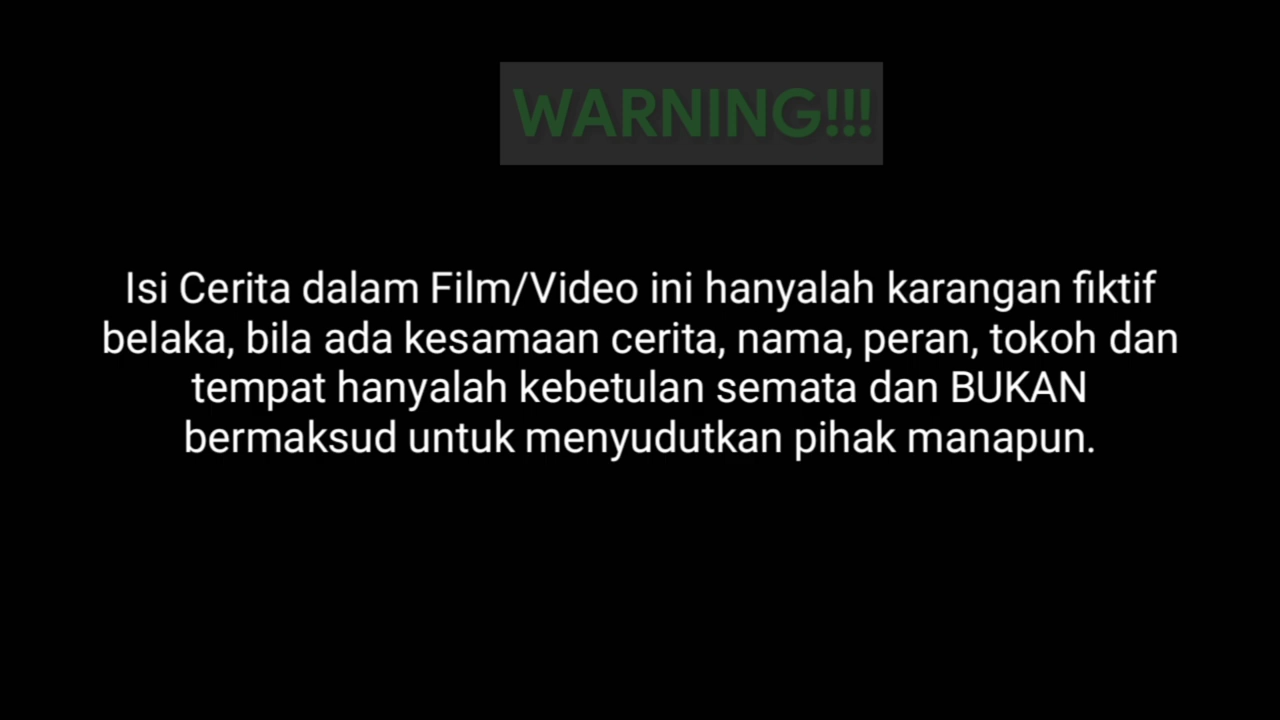 WARNING!!!
Isi Cerita dalam Film/Video ini hanyalah karangan fiktif
belaka, bila ada kesamaan cerita, nama, peran, tokoh dan
tempat hanyalah kebetulan semata dan BUKAN
bermaksud untuk menyudutkan pihak manapun.